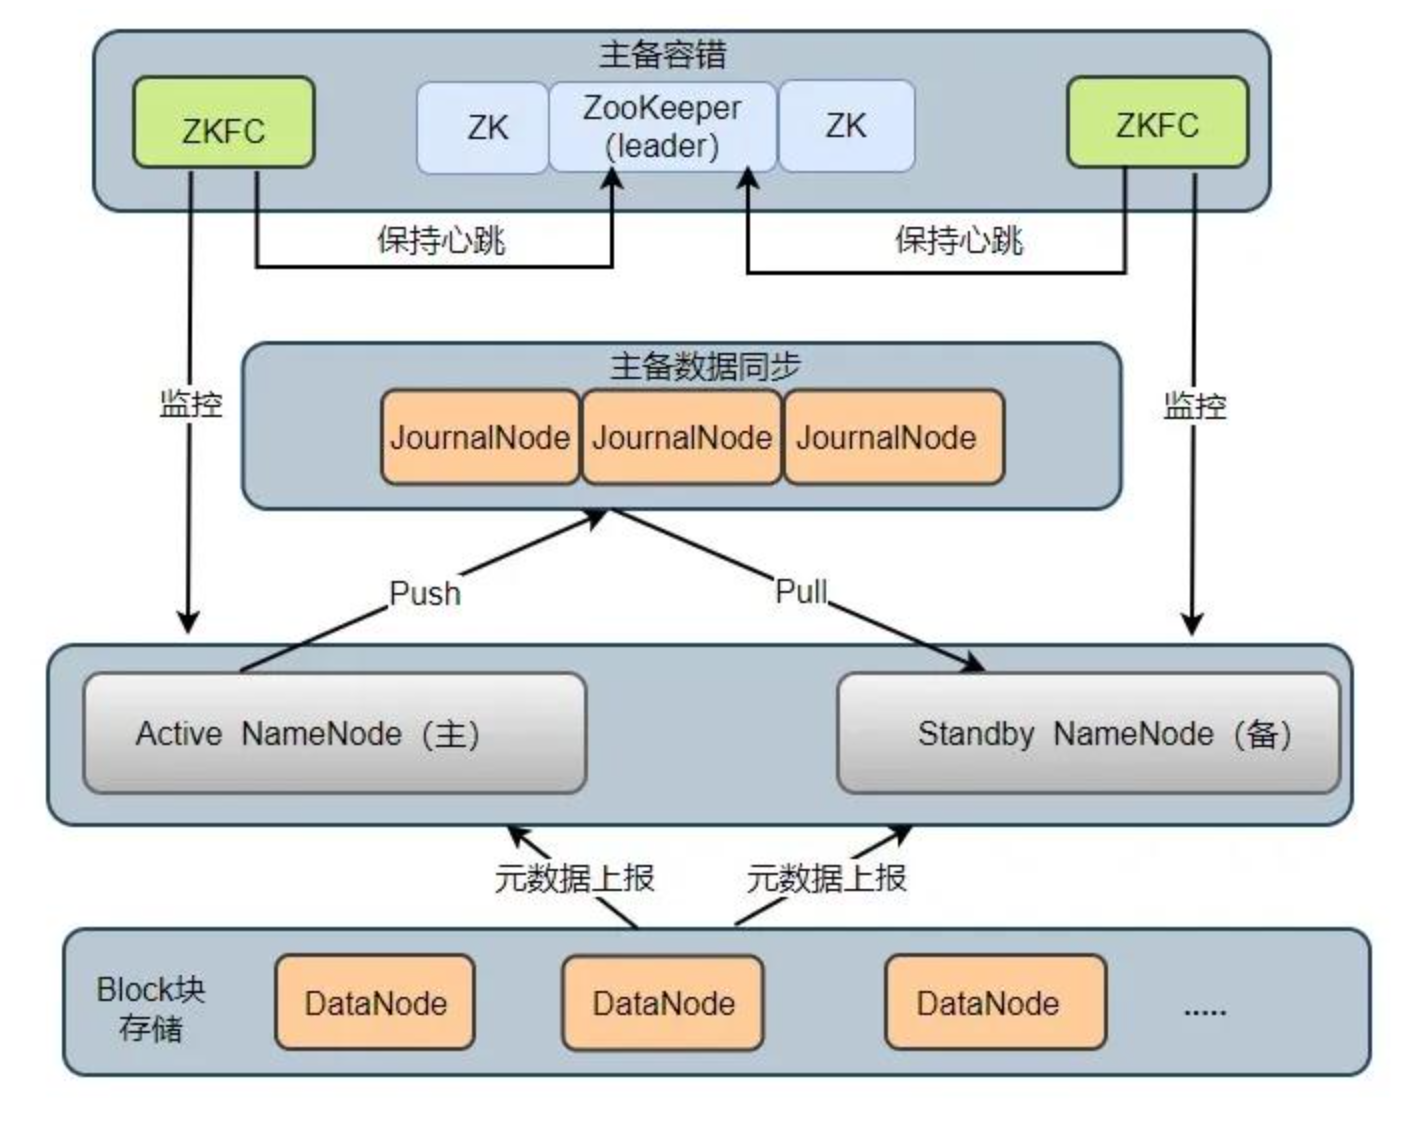 主备容错
ZKFC
ZK
ZooKeeper
（leader）
ZK
ZKFC
保持心跳
保持心跳
监控
主备数据同步
监控
JournalNode
JournalNode
JournalNode
Push
Pull
Active NameNode（主）
Standby NameNode（备）
元数据上报
元数据上报
Block块
存储
DataNode
DataNode
DataNode
.....